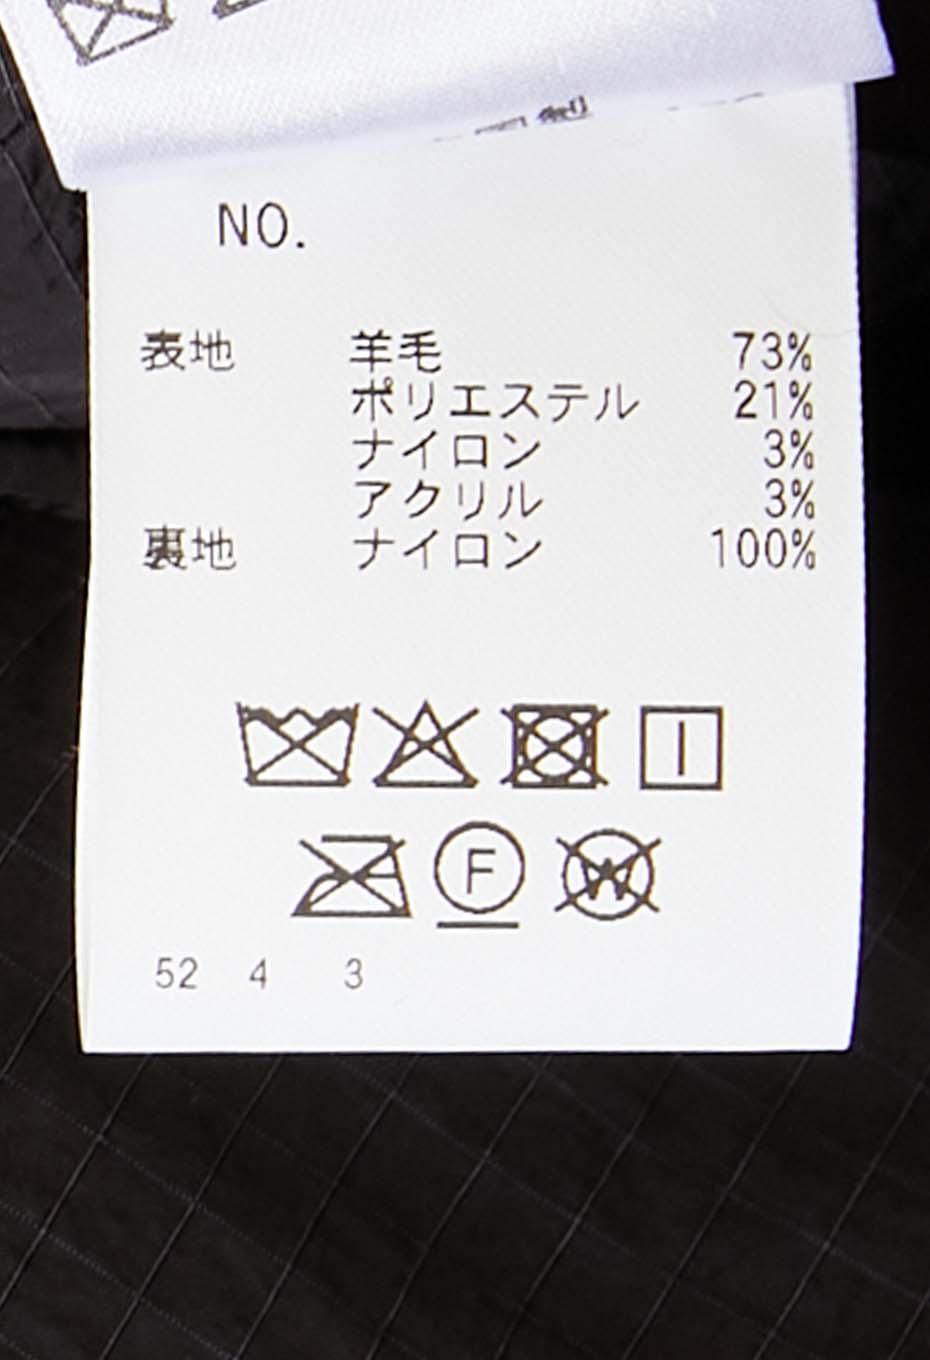 NO.
表地 羊毛 73%
ポリエステル 21%
ナイロン 3%
アクリル 3%
裏地 ナイロン 100%
F
W
52 4 3